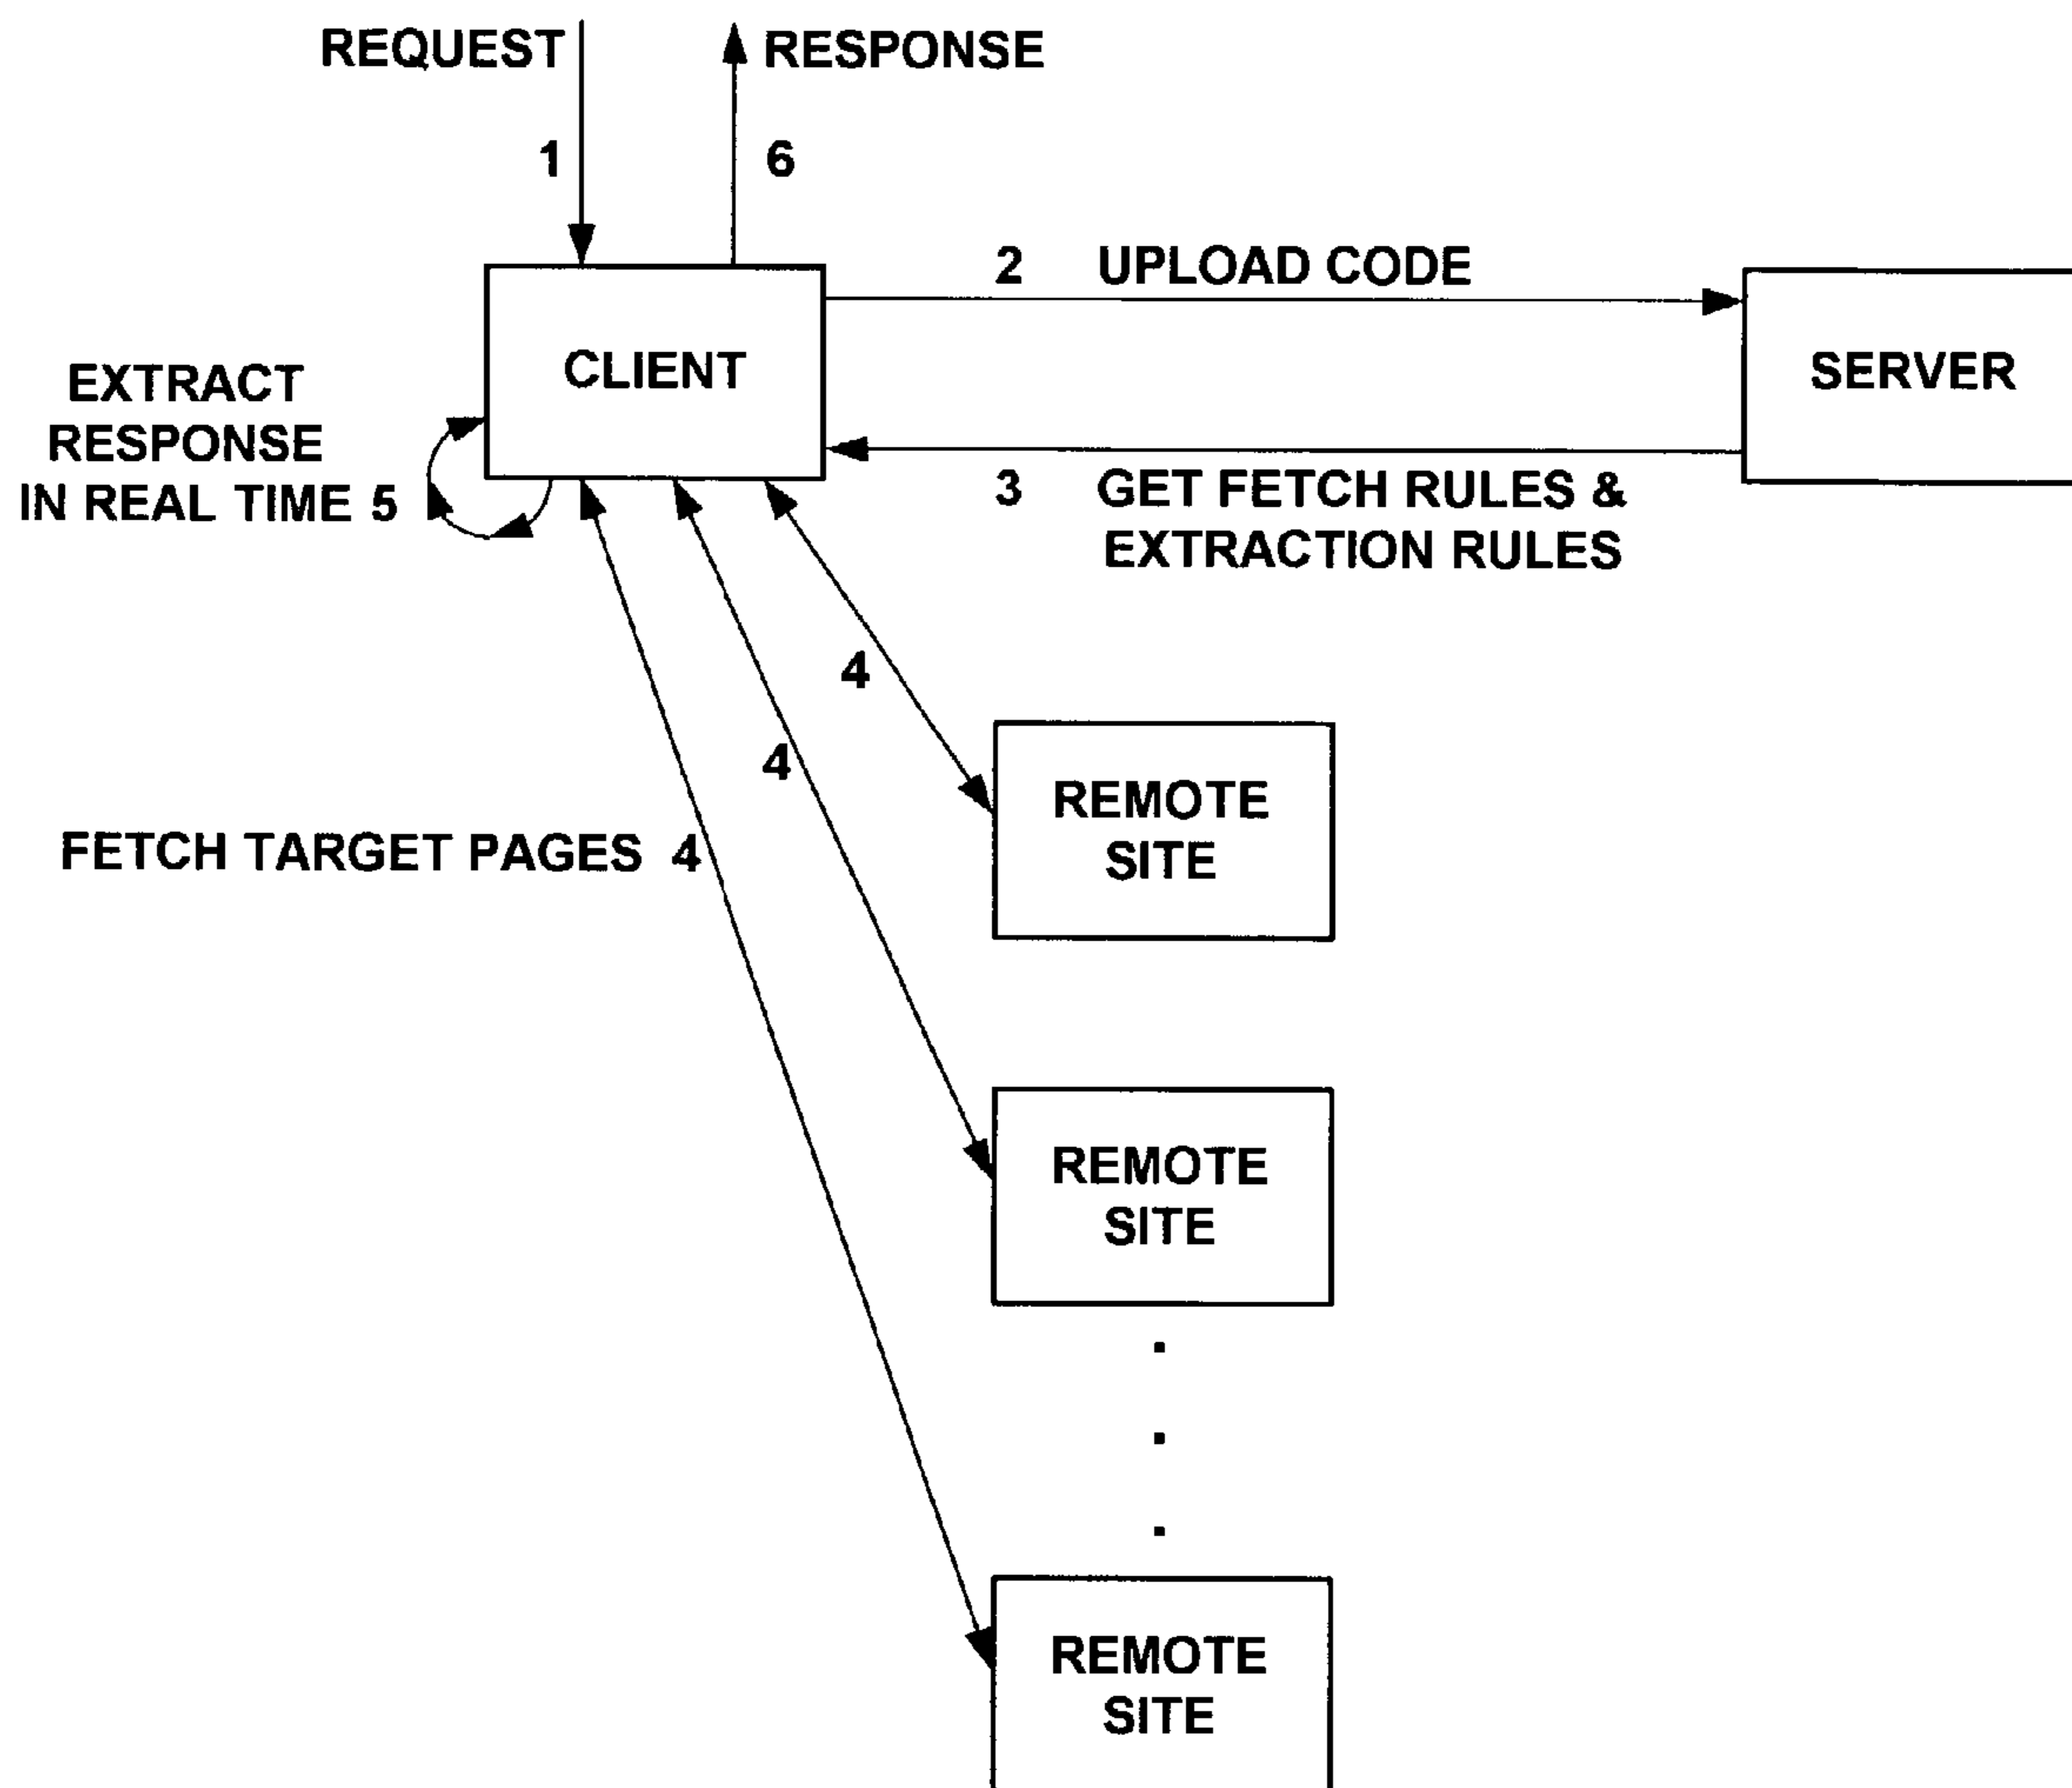 REQUEST
RESPONSE
1
6
2 UPLOAD CODE
CLIENT
SERVER
EXTRACT
RESPONSE
IN REAL TIME 5
3 GET FETCH RULES &
EXTRACTION RULES
4
4
FETCH TARGET PAGES 4
REMOTE
SITE
REMOTE
SITE
.
.
.
REMOTE
SITE